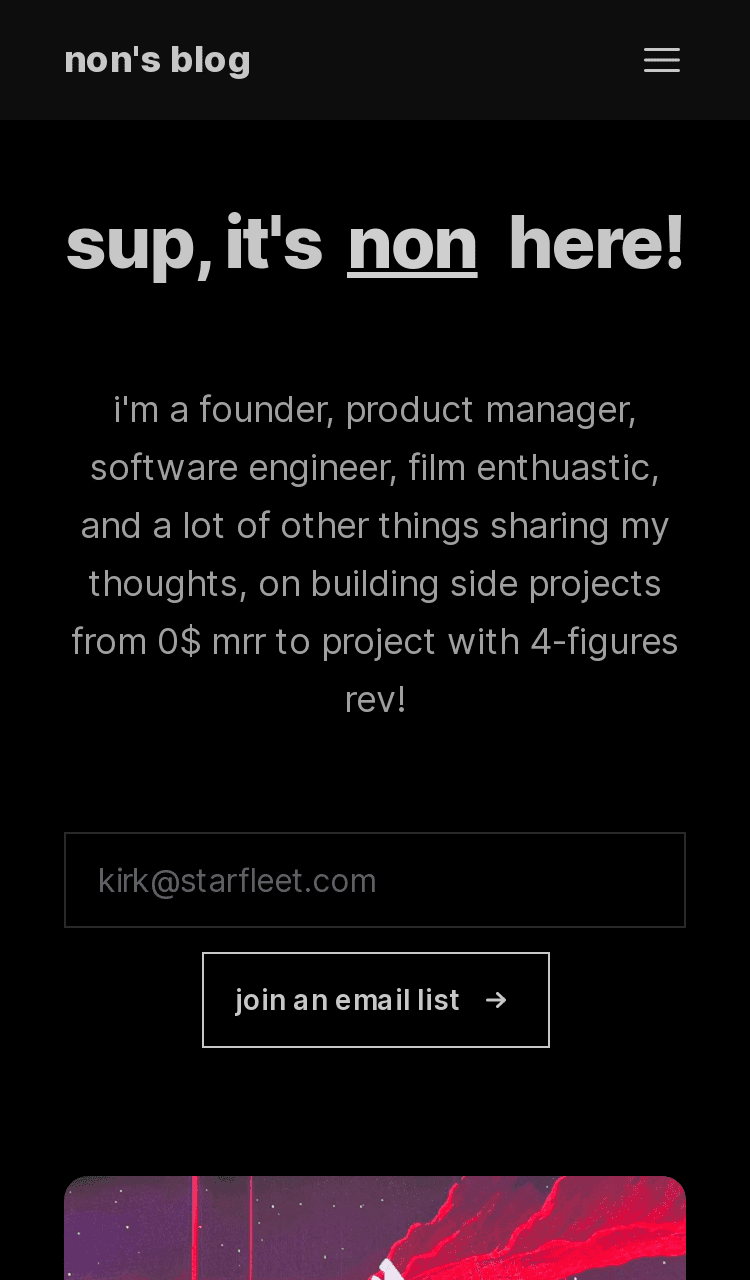 non's blog
sup, it's non here!
i'm a founder, product manager,
software engineer, film enthuastic,
and a lot of other things sharing my
thoughts, on building side projects
from 0$ mrr to project with 4-figures
rev!
kirk@starfleet.com
join an email list →